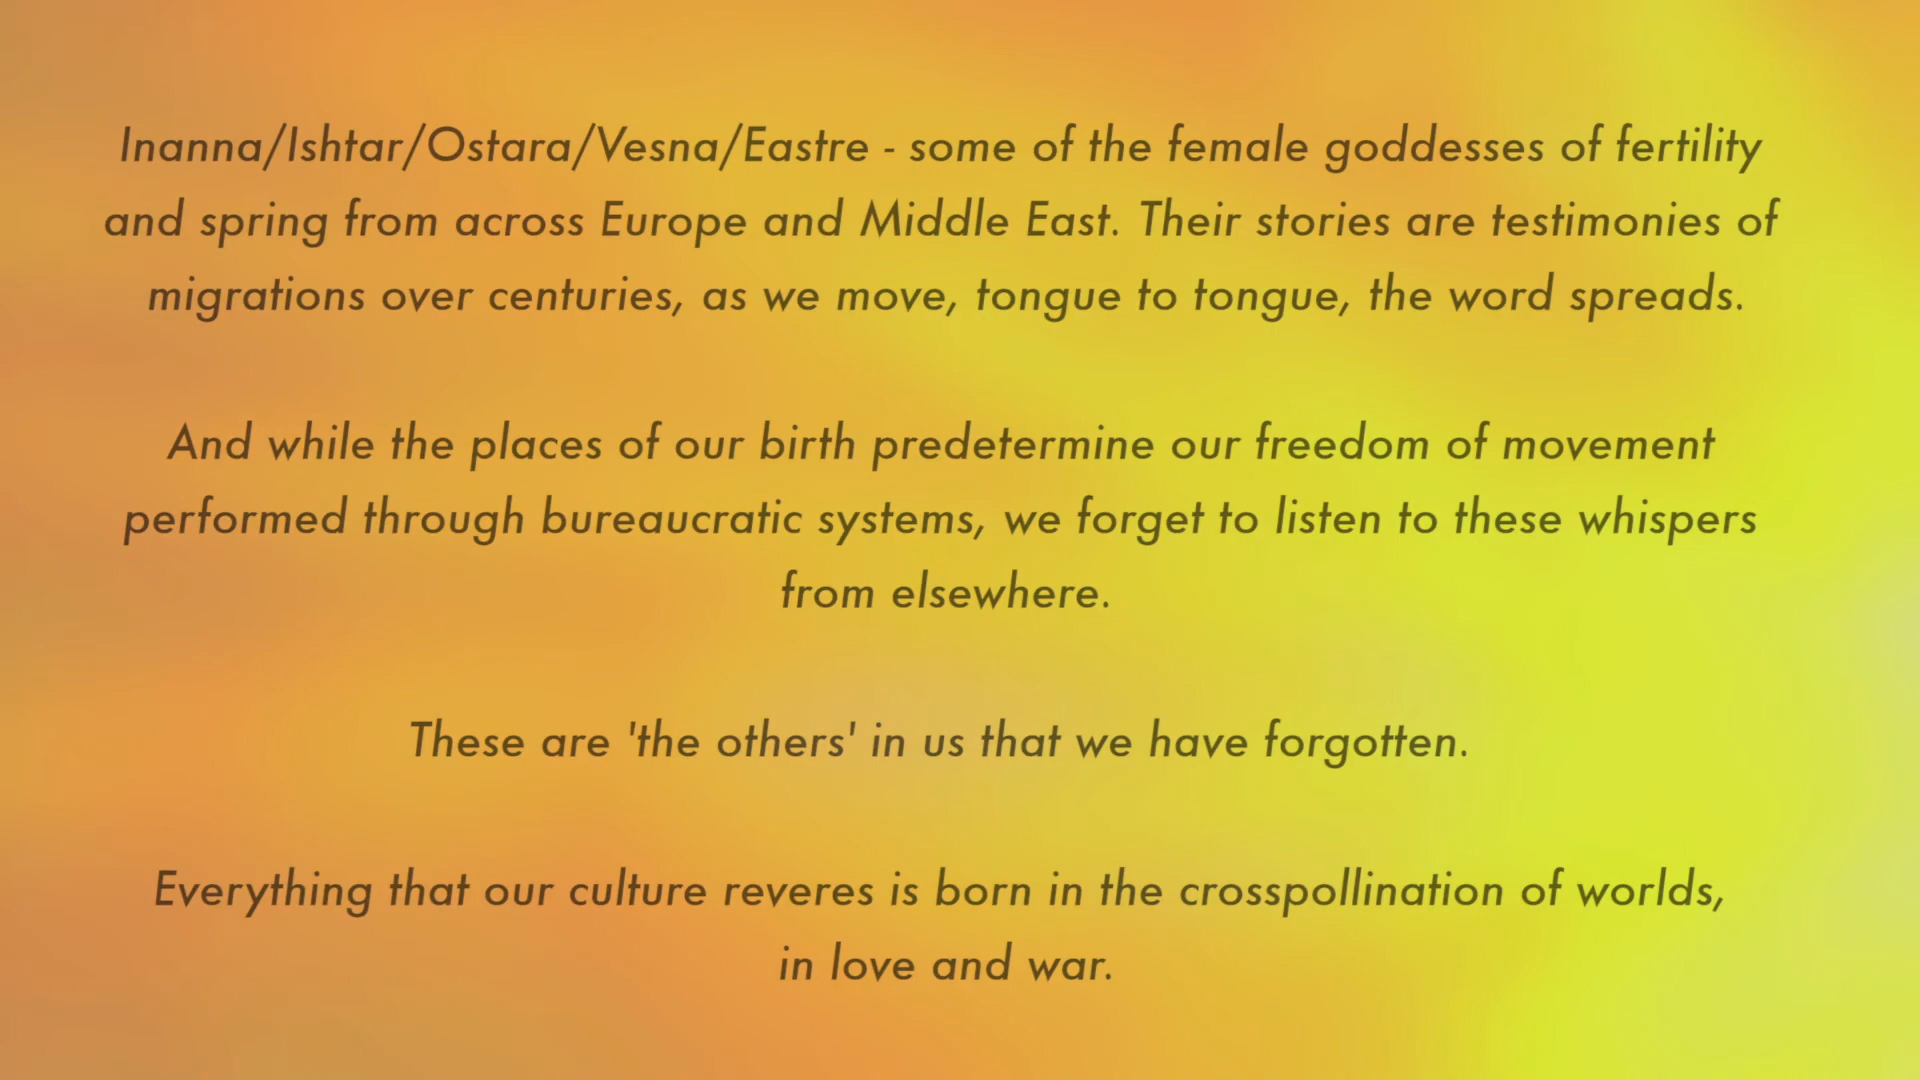 Inanna/Ishtar/Ostara/Vesna/Eastre - some of the female goddesses of fertility
and spring from across Europe and Middle East. Their stories are testimonies of
migrations over centuries, as we move, tongue to tongue, the word spreads.
And while the places of our birth predetermine our freedom of movement
performed through bureaucratic systems, we forget to listen to these whispers
from elsewhere.
These are 'the others' in us that we have forgotten.
Everything that our culture reveres is born in the crosspollination of worlds,
in love and war.